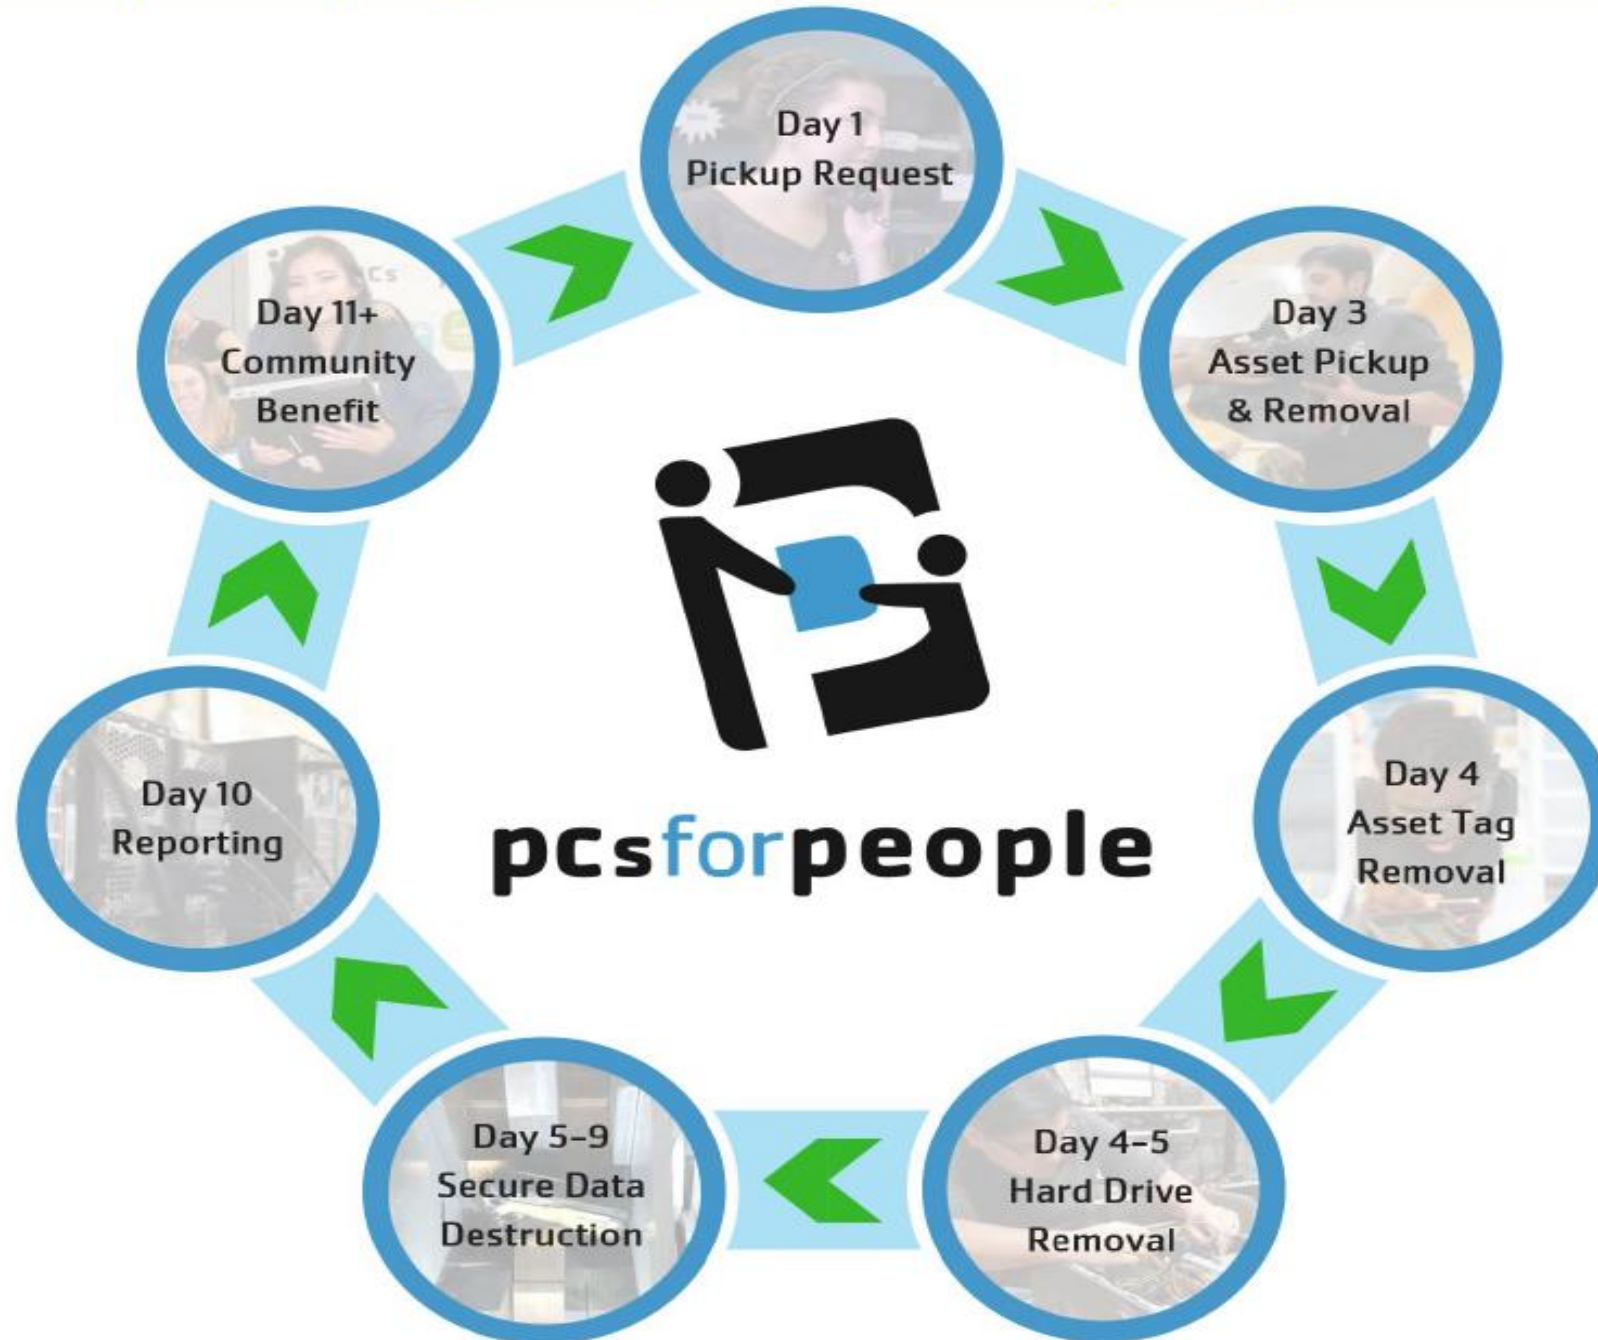 Day 1
Pickup Request
Day 3
Asset Pickup
& Removal
Day 4
Asset Tag
Removal
Day 4-5
Hard Drive
Removal
Day 5-9
Secure Data
Destruction
Day 10
Reporting
Day 11+
Community
Benefit
pcsforpeople